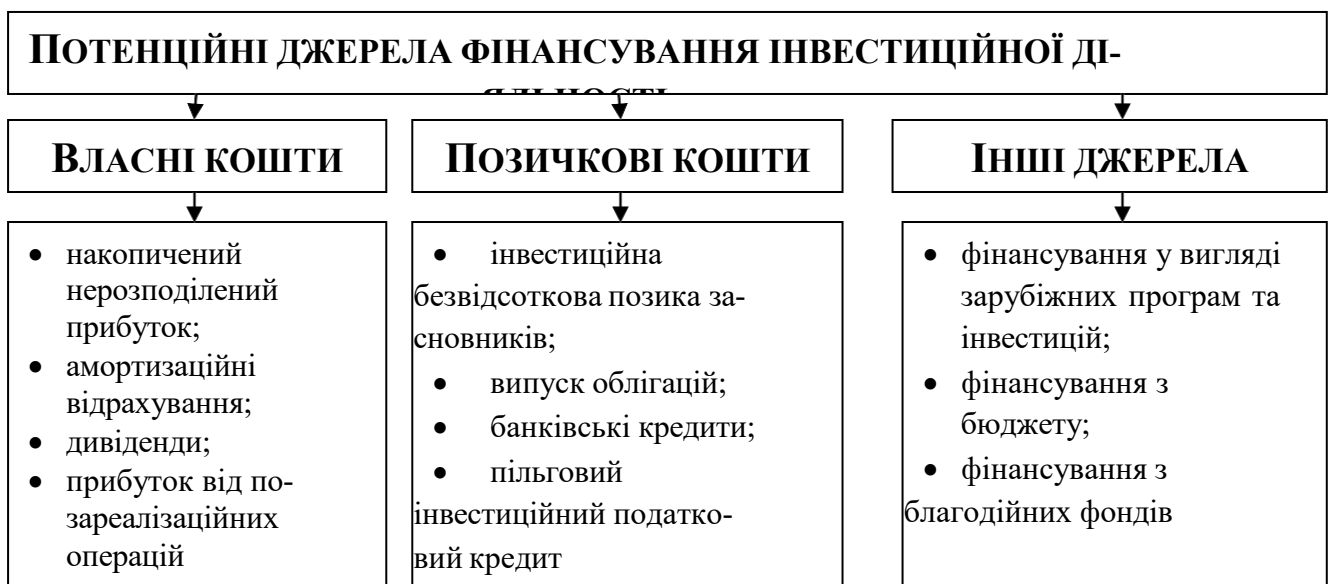 ПОТЕНЦІЙНІ ДЖЕРЕЛА ФІНАНСУВАННЯ ІНВЕСТИЦІЙНОЇ ДІ-
ЯЛЬНОСТІ
ВЛАСНІ КОШТИ
ПОЗИЧКОВІ КОШТИ
ІНШІ ДЖЕРЕЛА
• накопичений
нерозподілений
прибуток;
• амортизаційні
відрахування;
• дивіденди;
• прибуток від по-
зареалізаційних
операцій
• інвестиційна
безвідсоткова позика за-
сновників;
• випуск облігацій;
• банківські кредити;
• пільговий
інвестиційний податко-
вий кредит
• фінансування у вигляді
зарубіжних програм та
інвестицій;
• фінансування з
бюджету;
• фінансування з
благодійних фондів